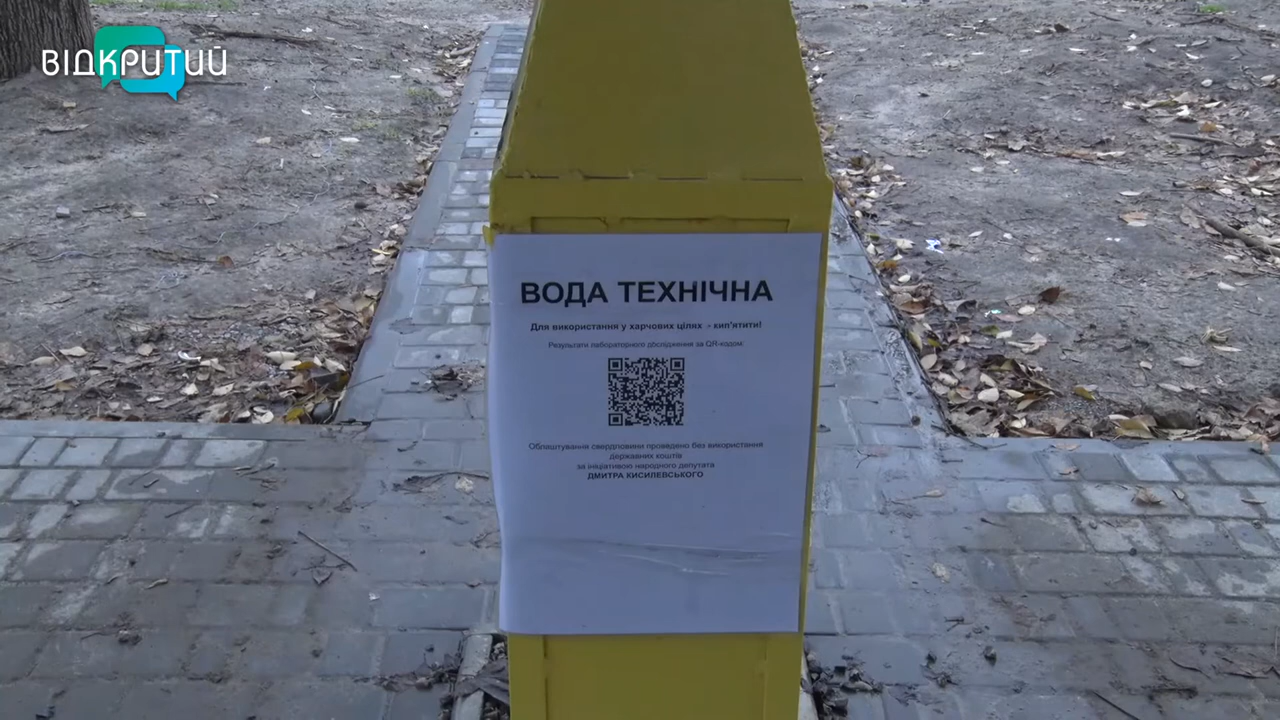 ВІДКРИТИЙ
ВОДА ТЕХНІЧНА
Для використання у харчових цілях - кип'ятити!
Результати лабораторного дослідження за QR-кодом:
Облаштування свердловини проведено без використання
державних коштів
за ініціативою народного депутата
ДМИТРА КИСИЛЕВСЬКОГО